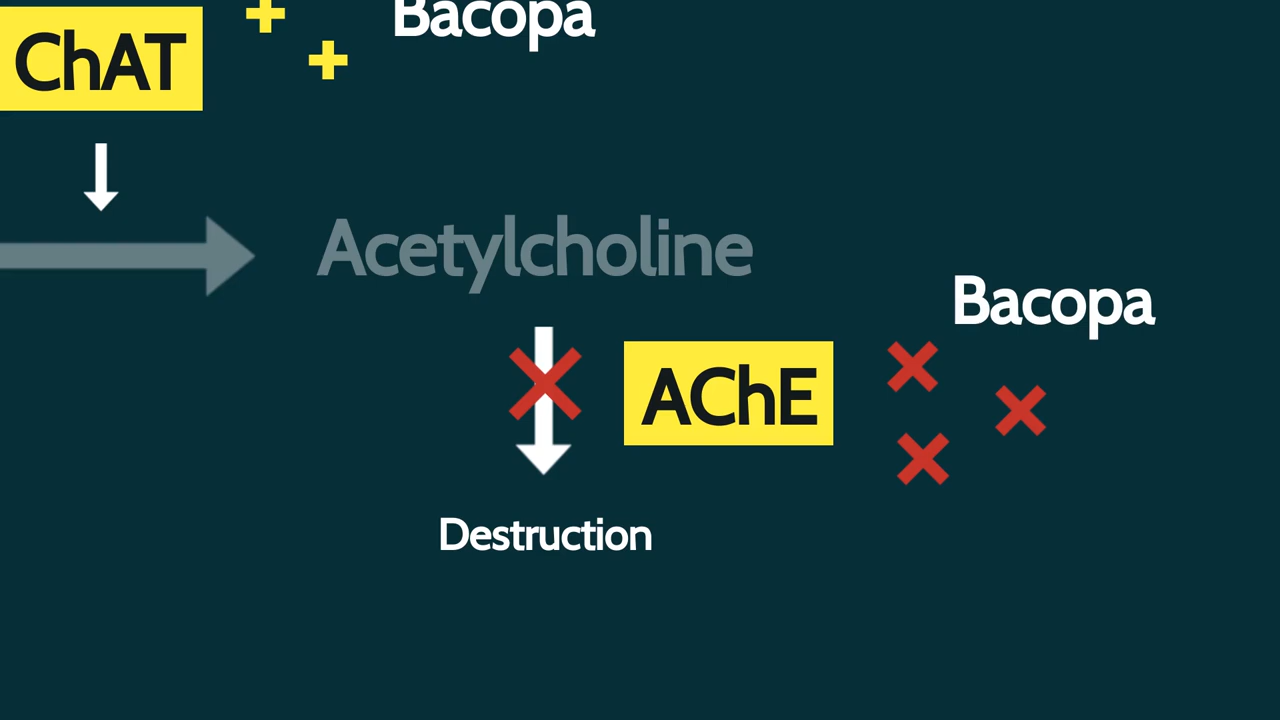 Bacopa
ChAT
Acetylcholine
Bacopa
AChE
Destruction